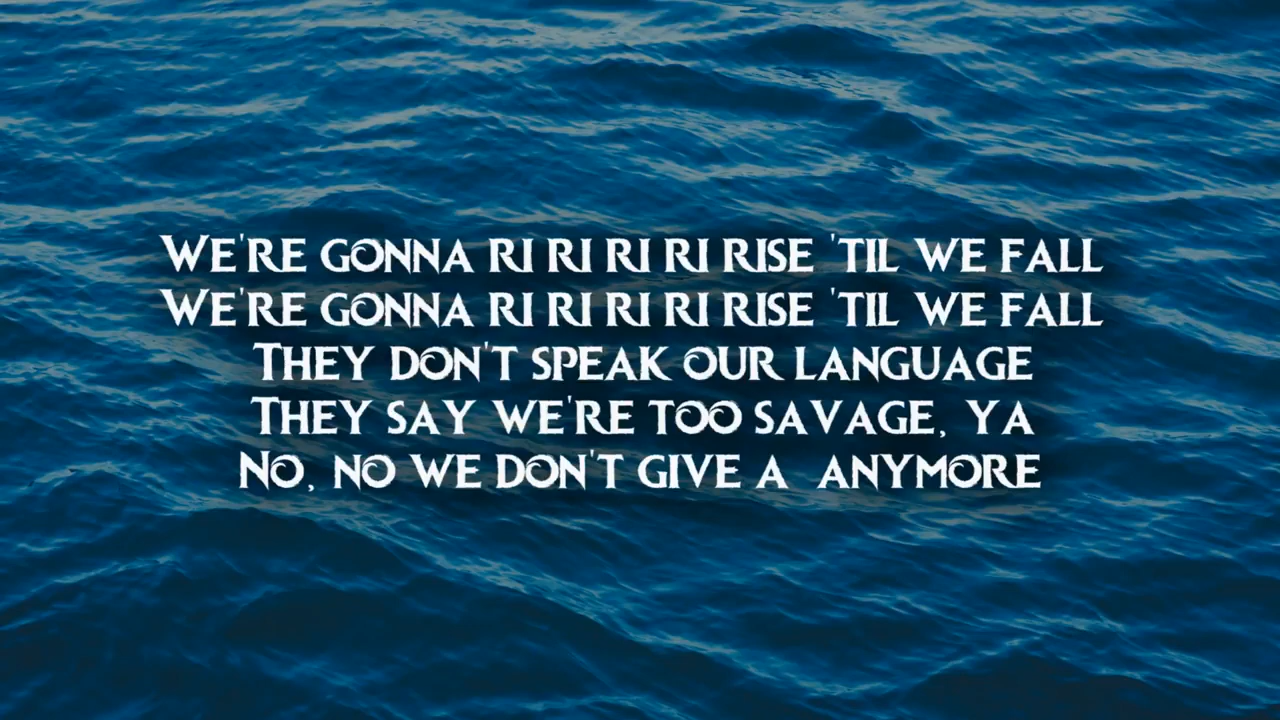 We're gonna ri ri ri ri rise 'til we fall
We're gonna ri ri ri ri rise 'til we fall
They don't speak our language
They say we're too savage, ya
No, no we don't give a anymore